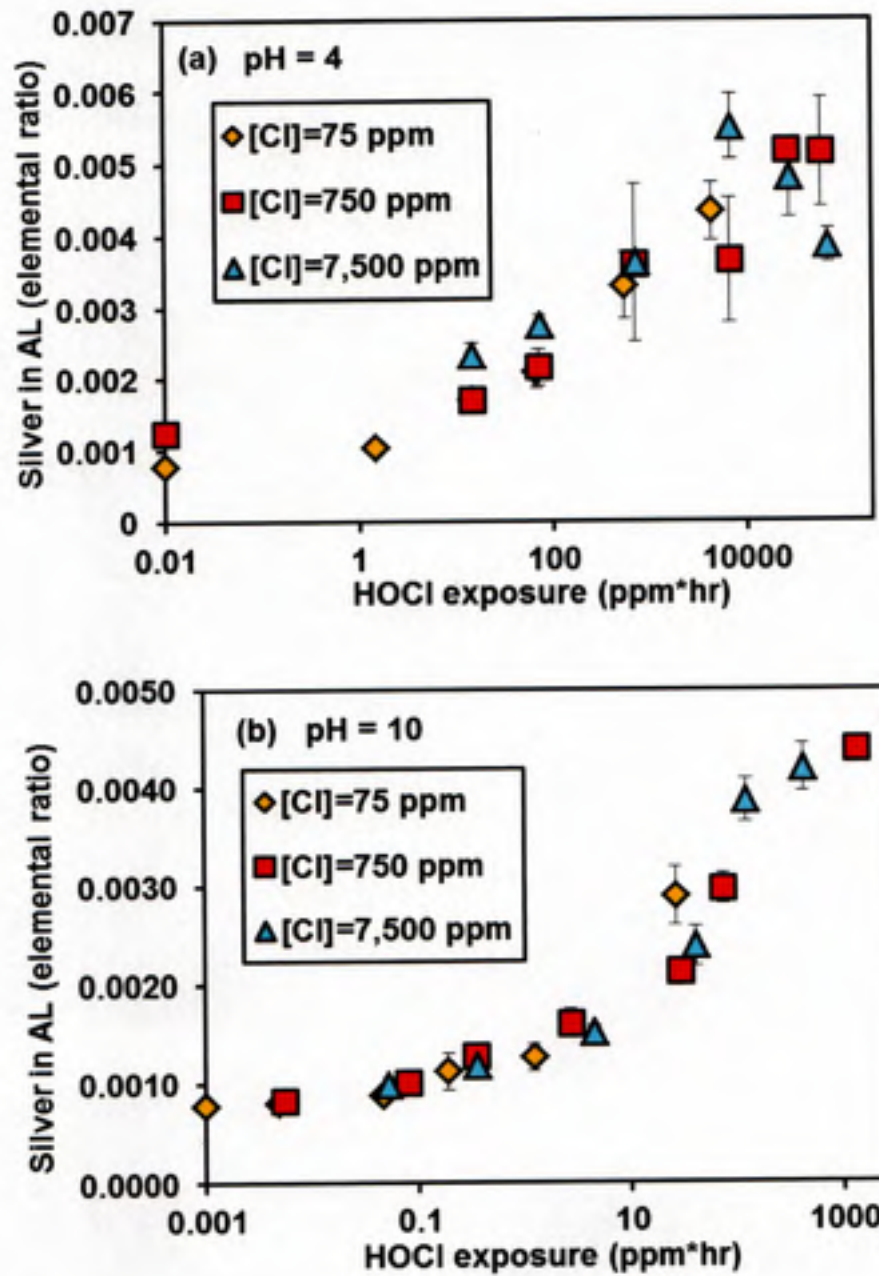 0.007
(a) pH = 4
0.006
[Cl]=75 ppm
0.005
[Cl]=750 ppm
0.004
[Cl]=7,500 ppm
0.003
0.002
0.001
0
Silver in AL (elemental ratio)
0.01 1 100 10000
HOCl exposure (ppm*hr)
0.0050
(b) pH = 10
[Cl]=75 ppm
0.0040
[Cl]=750 ppm
0.0030
[Cl]=7,500 ppm
0.0020
0.0010
0.0000
Silver in AL (elemental ratio)
0.001 0.1 10 1000
HOCl exposure (ppm*hr)